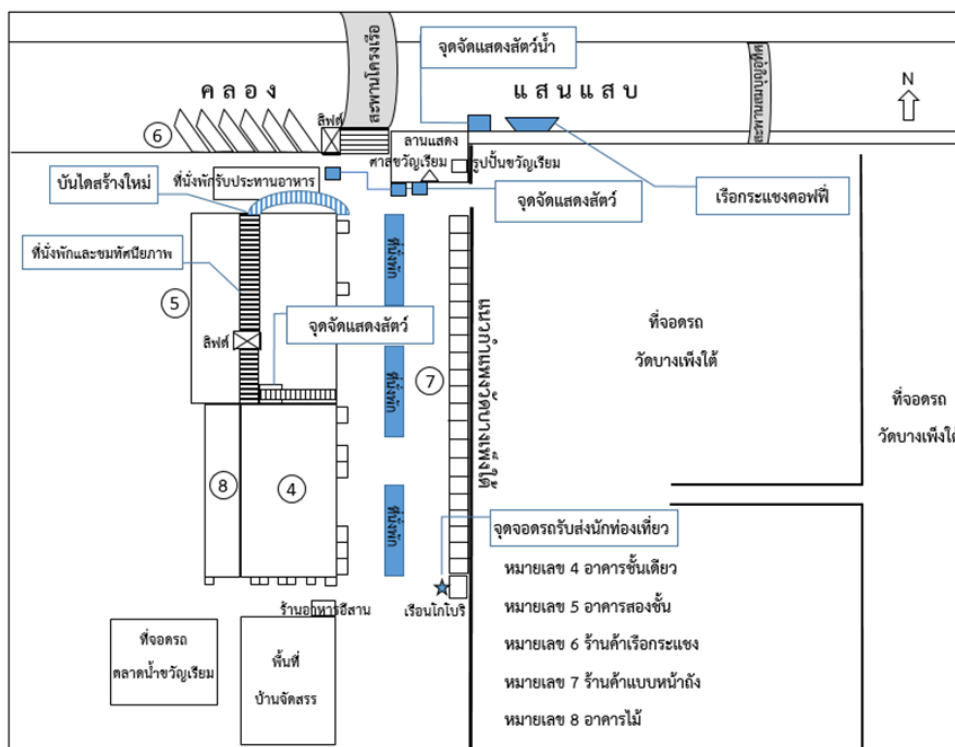 จุดจัดแสดงสัตว์น้ำ
สะพานโครงเรือ
N
คลอง
แสนแสบ
ลิฟต์
6
ลานแสดง
ศาลขวัญเรียม
รูปปั้นขวัญเรียม
บันไดสร้างใหม่
ที่นั่งพักรับประทานอาหาร
จุดจัดแสดงสัตว์
เรือกระแชงคอฟฟี่
ที่นั่งพักและชมทัศนียภาพ
ที่นั่งพัก
5
จุดจัดแสดงสัตว์
ลิฟต์
ที่นั่งพัก
7
แนวกำแพงวัดบางเพ็งใต้
ที่จอดรถ
วัดบางเพ็งใต้
ที่จอดรถ
วัดบางเพ็งใต้
8
4
ที่นั่งพัก
จุดจอดรถรับส่งนักท่องเที่ยว
หมายเลข 4 อาคารชั้นเดียว
หมายเลข 5 อาคารสองชั้น
หมายเลข 6 ร้านค้าเรือกระแชง
หมายเลข 7 ร้านค้าแบบหน้าถัง
หมายเลข 8 อาคารไม้
ร้านอาหารอีสาน
เรือนโกโบริ
ที่จอดรถ
ตลาดน้ำขวัญเรียม
พื้นที่
บ้านจัดสรร